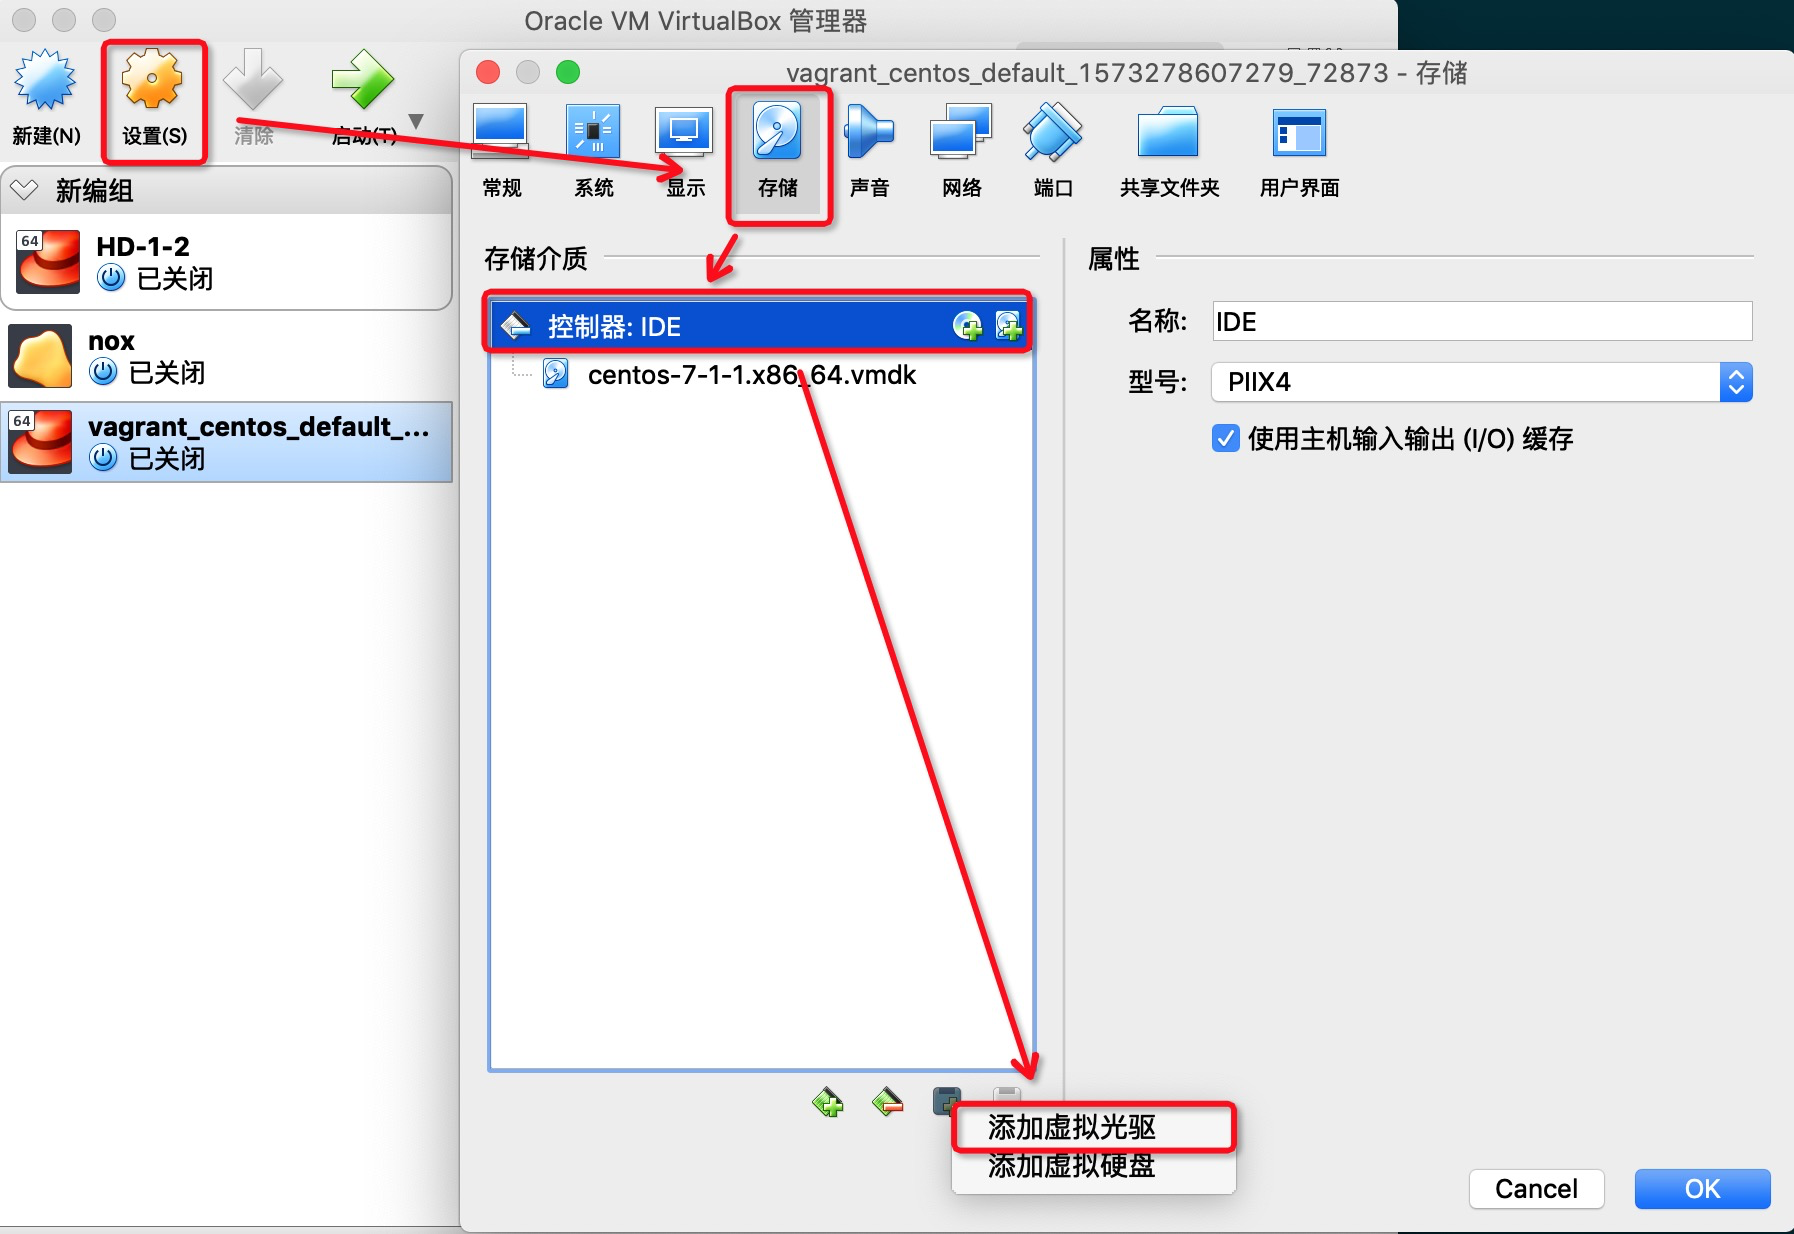 Oracle VM VirtualBox 管理器
新建(N)
设置(S)
清除
启动(T)
新编组
64
HD-1-2
已关闭
nox
已关闭
64
vagrant_centos_default_...
已关闭
vagrant_centos_default_1573278607279_72873 - 存储
常规
系统
显示
存储
声音
网络
端口
共享文件夹
用户界面
存储介质
控制器: IDE
centos-7-1-1.x86_64.vmdk
属性
名称: IDE
型号: PIIX4
使用主机输入输出 (I/O) 缓存
添加虚拟光驱
添加虚拟硬盘
Cancel
OK